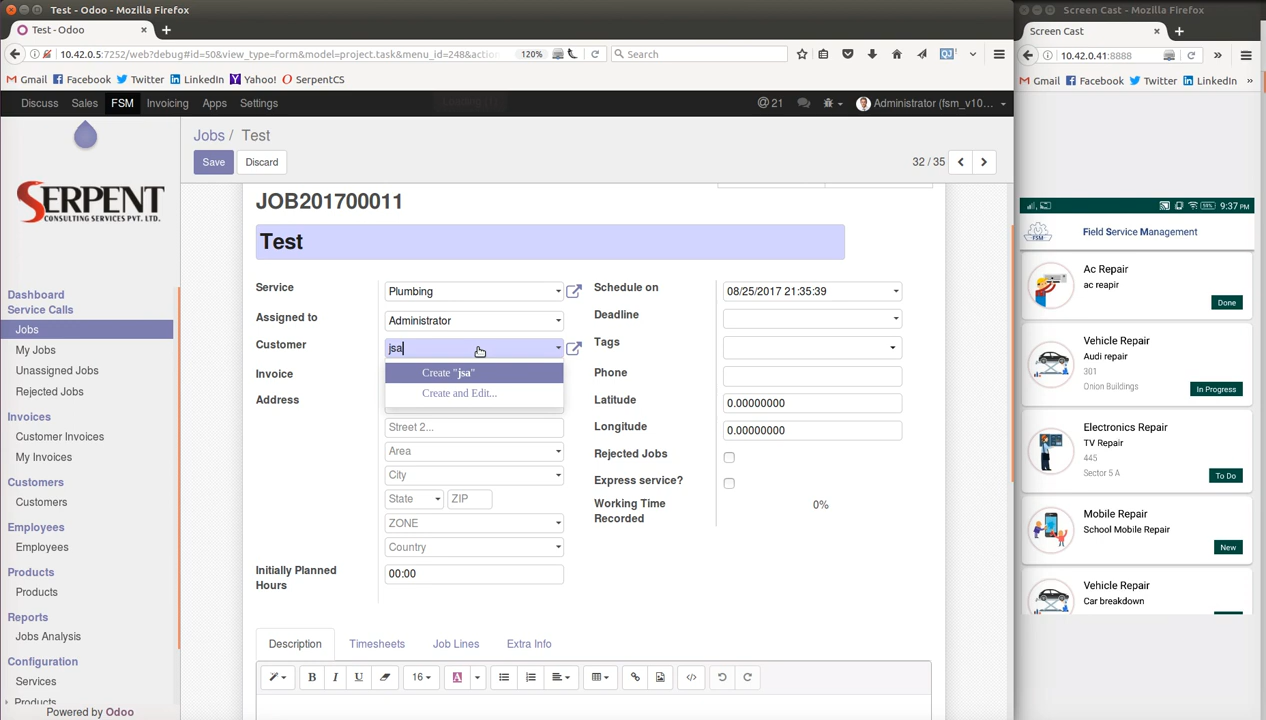 Test - Odoo - Mozilla Firefox
Test - Odoo
10.42.0.5:7252/web?debug#id=50&view_type=form&model=project.task&menu_id=248&actio
120%
Search
Gmail Facebook Twitter LinkedIn Yahoo! SerpentCS
Discuss Sales FSM Invoicing Apps Settings
@ 21
Administrator (fsm_v10...
SERPENT
CONSULTING SERVICES PVT. LTD.
Dashboard
Service Calls
Jobs
My Jobs
Unassigned Jobs
Rejected Jobs
Invoices
Customer Invoices
My Invoices
Customers
Customers
Employees
Employees
Products
Products
Reports
Jobs Analysis
Configuration
Services
Products
Powered by Odoo
Jobs / Test
Save Discard
32 / 35
JOB201700011
Test
Service
Plumbing
Assigned to
Administrator
Customer
jsa
Create "jsa"
Create and Edit...
Invoice
Address
Street 2...
Area
City
State
ZIP
ZONE
Country
Initially Planned
Hours
00:00
Schedule on
08/25/2017 21:35:39
Deadline
Tags
Phone
Latitude
0.00000000
Longitude
0.00000000
Rejected Jobs
Express service?
Working Time
Recorded
0%
Description Timesheets Job Lines Extra Info
B I U 16 A
Screen Cast - Mozilla Firefox
Screen Cast
10.42.0.41:8888
Gmail Facebook Twitter LinkedIn
9:37 PM
FSM
Field Service Management
Ac Repair
ac reapir
Done
Vehicle Repair
Audi repair
301
Onion Buildings
In Progress
Electronics Repair
TV Repair
445
Sector 5 A
To Do
Mobile Repair
School Mobile Repair
New
Vehicle Repair
Car breakdown